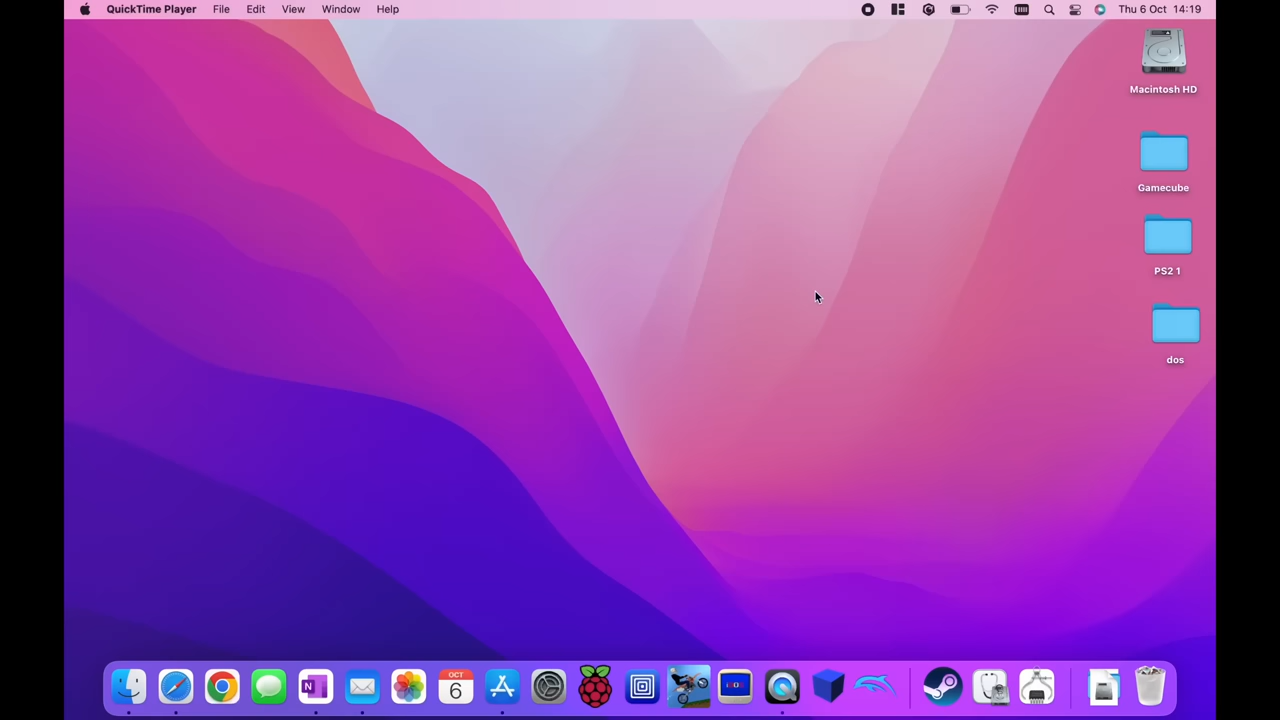 QuickTime Player File Edit View Window Help Thu 6 Oct 14:19
Macintosh HD
Gamecube
PS2 1
dos
OCT
6
N